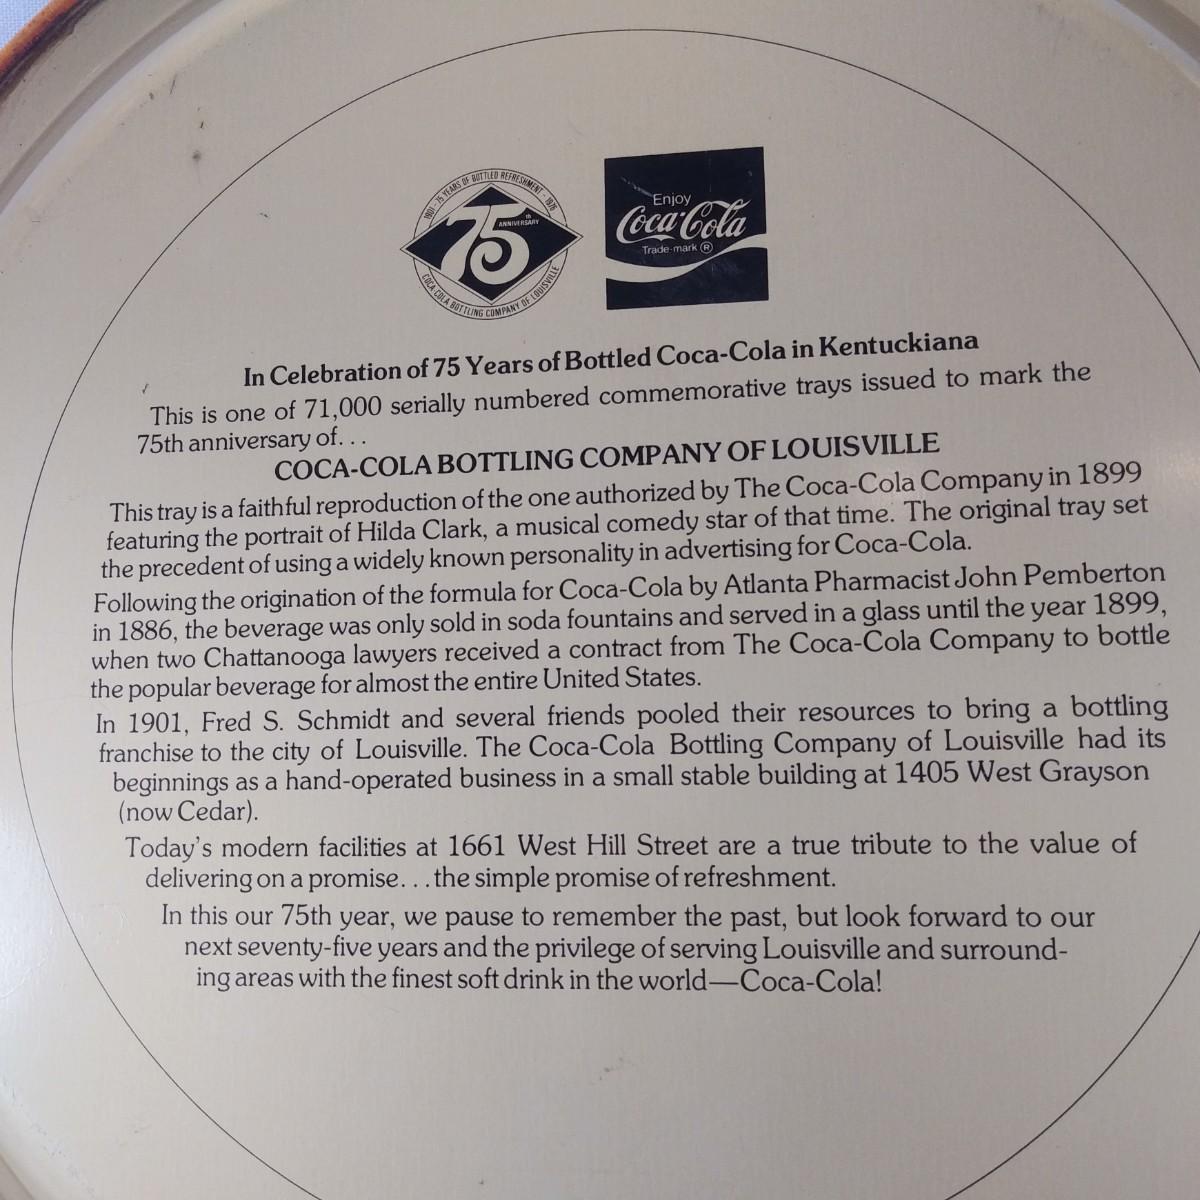 1901 - 75 YEARS OF BOTTLED REFRESHMENT - 1976
75th ANNIVERSARY
COCA-COLA BOTTLING COMPANY OF LOUISVILLE
Enjoy
Coca-Cola
Trade-mark ®
In Celebration of 75 Years of Bottled Coca-Cola in Kentuckiana
This is one of 71,000 serially numbered commemorative trays issued to mark the
75th anniversary of. . .
COCA-COLA BOTTLING COMPANY OF LOUISVILLE
This tray is a faithful reproduction of the one authorized by The Coca-Cola Company in 1899
featuring the portrait of Hilda Clark, a musical comedy star of that time. The original tray set
the precedent of using a widely known personality in advertising for Coca-Cola.
Following the origination of the formula for Coca-Cola by Atlanta Pharmacist John Pemberton
in 1886, the beverage was only sold in soda fountains and served in a glass until the year 1899,
when two Chattanooga lawyers received a contract from The Coca-Cola Company to bottle
the popular beverage for almost the entire United States.
In 1901, Fred S. Schmidt and several friends pooled their resources to bring a bottling
franchise to the city of Louisville. The Coca-Cola Bottling Company of Louisville had its
beginnings as a hand-operated business in a small stable building at 1405 West Grayson
(now Cedar).
Today's modern facilities at 1661 West Hill Street are a true tribute to the value of
delivering on a promise. . .the simple promise of refreshment.
In this our 75th year, we pause to remember the past, but look forward to our
next seventy-five years and the privilege of serving Louisville and surround-
ing areas with the finest soft drink in the world—Coca-Cola!